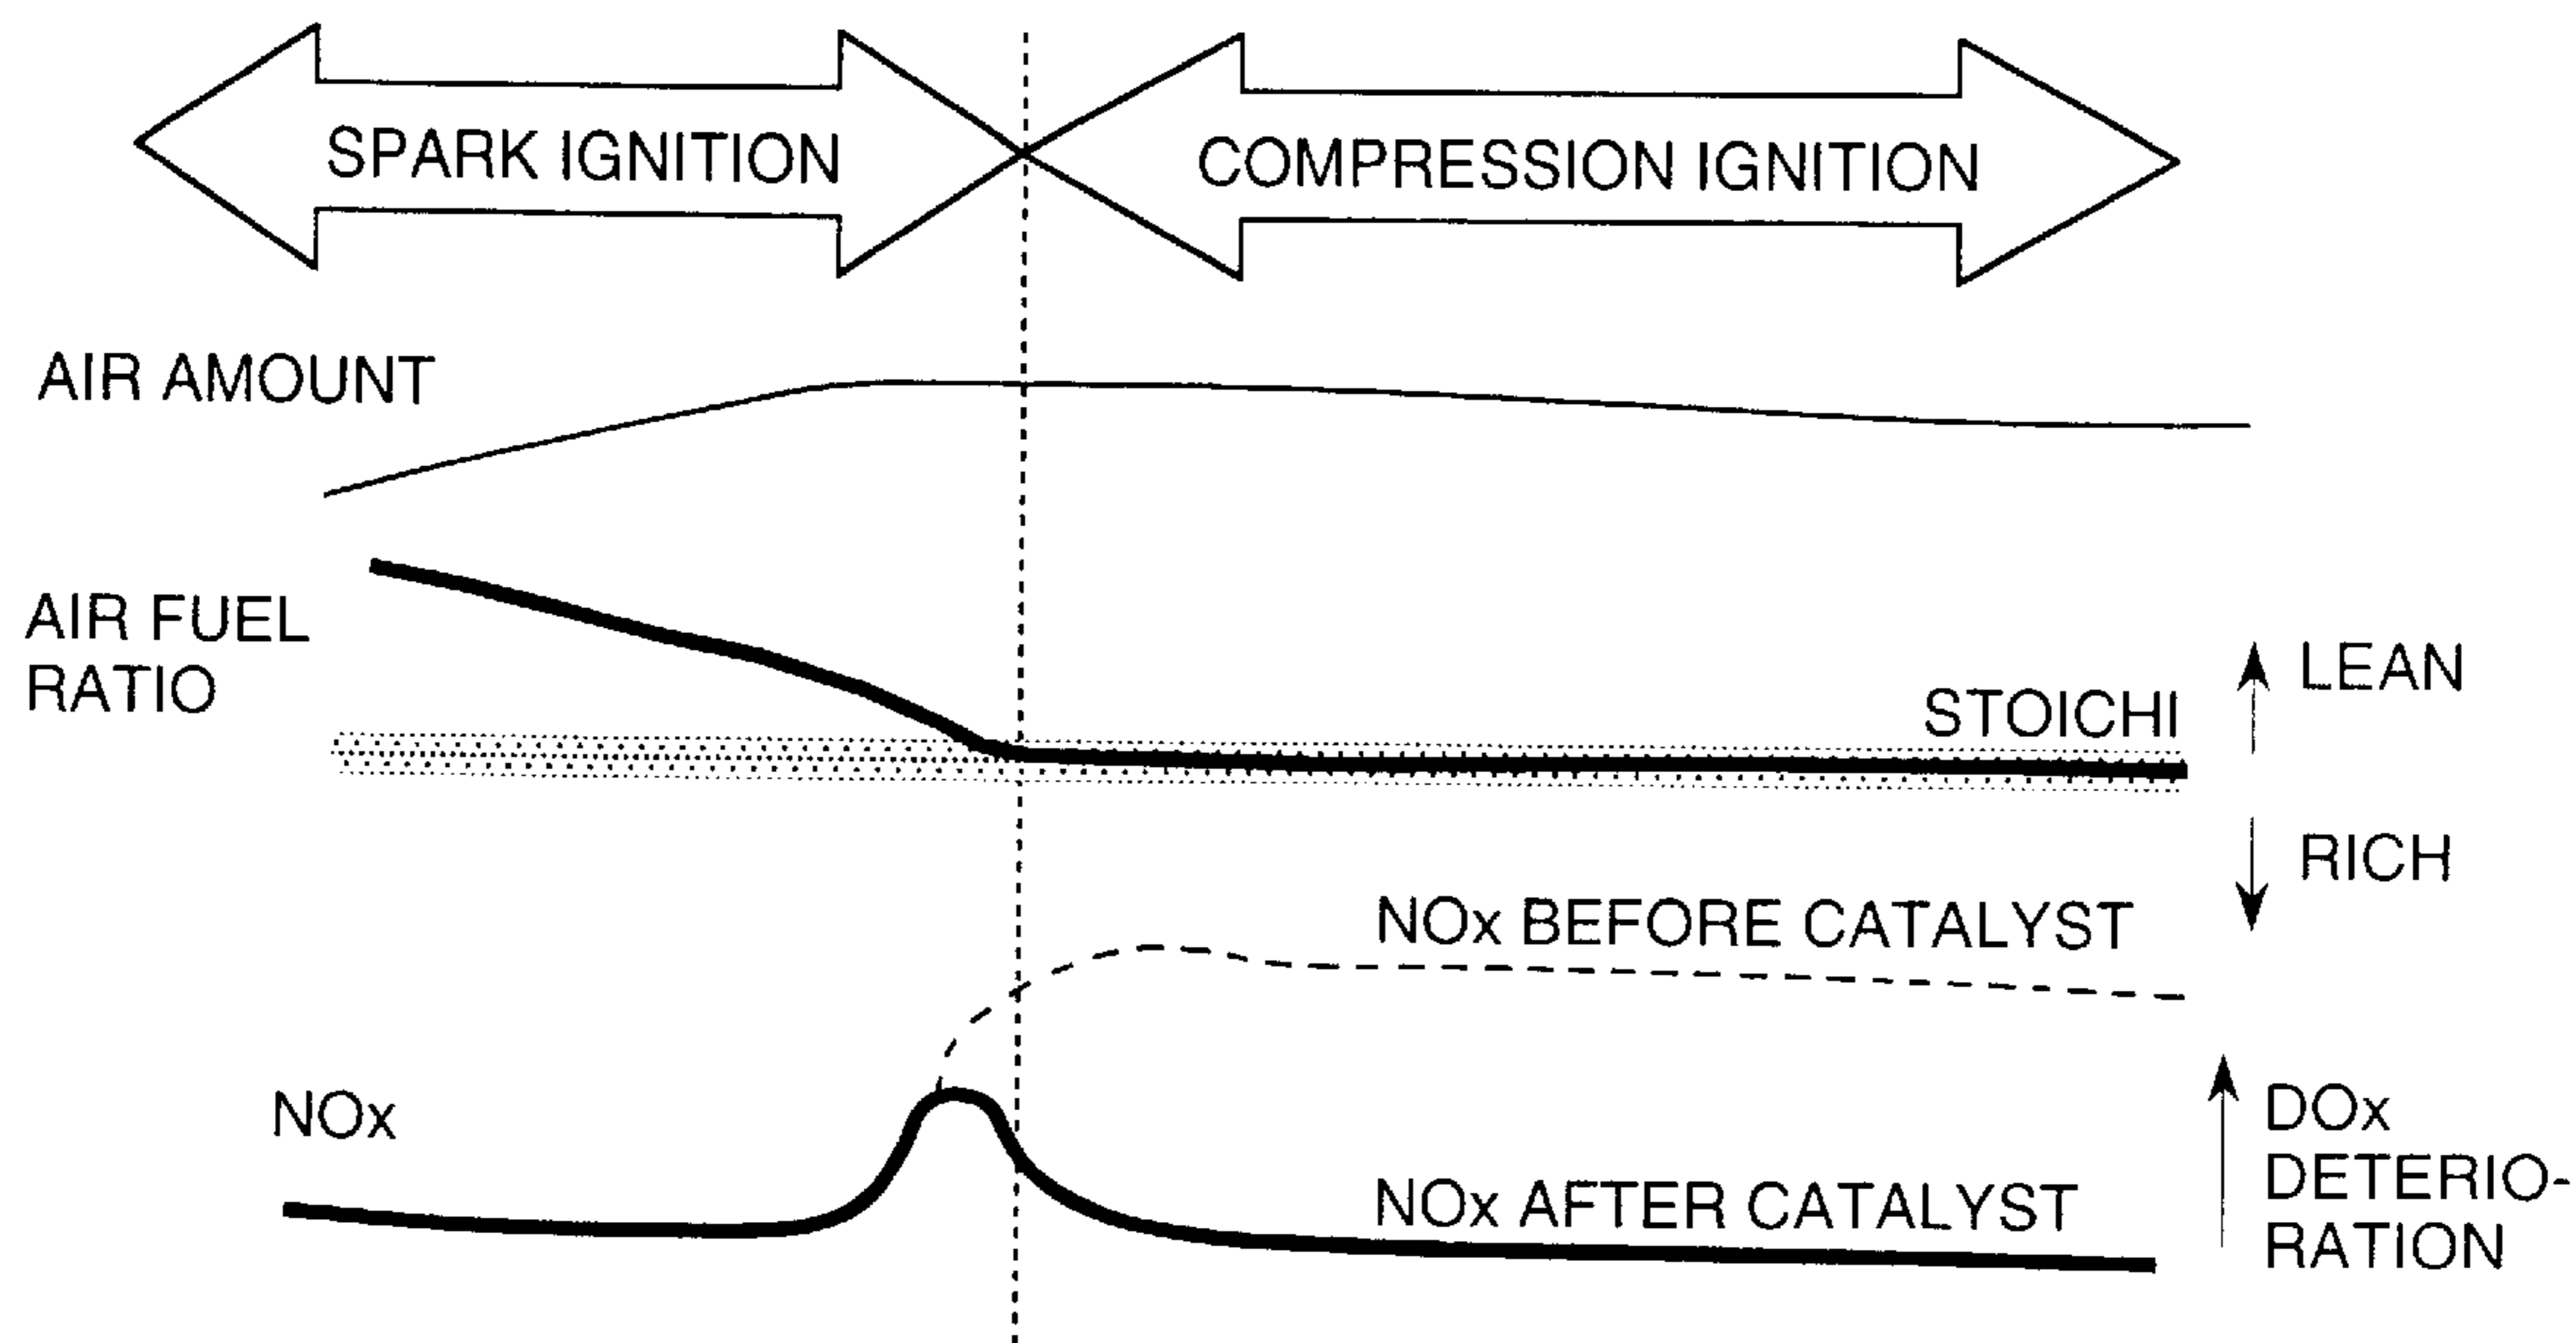 SPARK IGNITION
COMPRESSION IGNITION
AIR AMOUNT
AIR FUEL
RATIO
STOICHI
LEAN
RICH
NOx BEFORE CATALYST
NOx
NOx AFTER CATALYST
DOx
DETERIO-
RATION